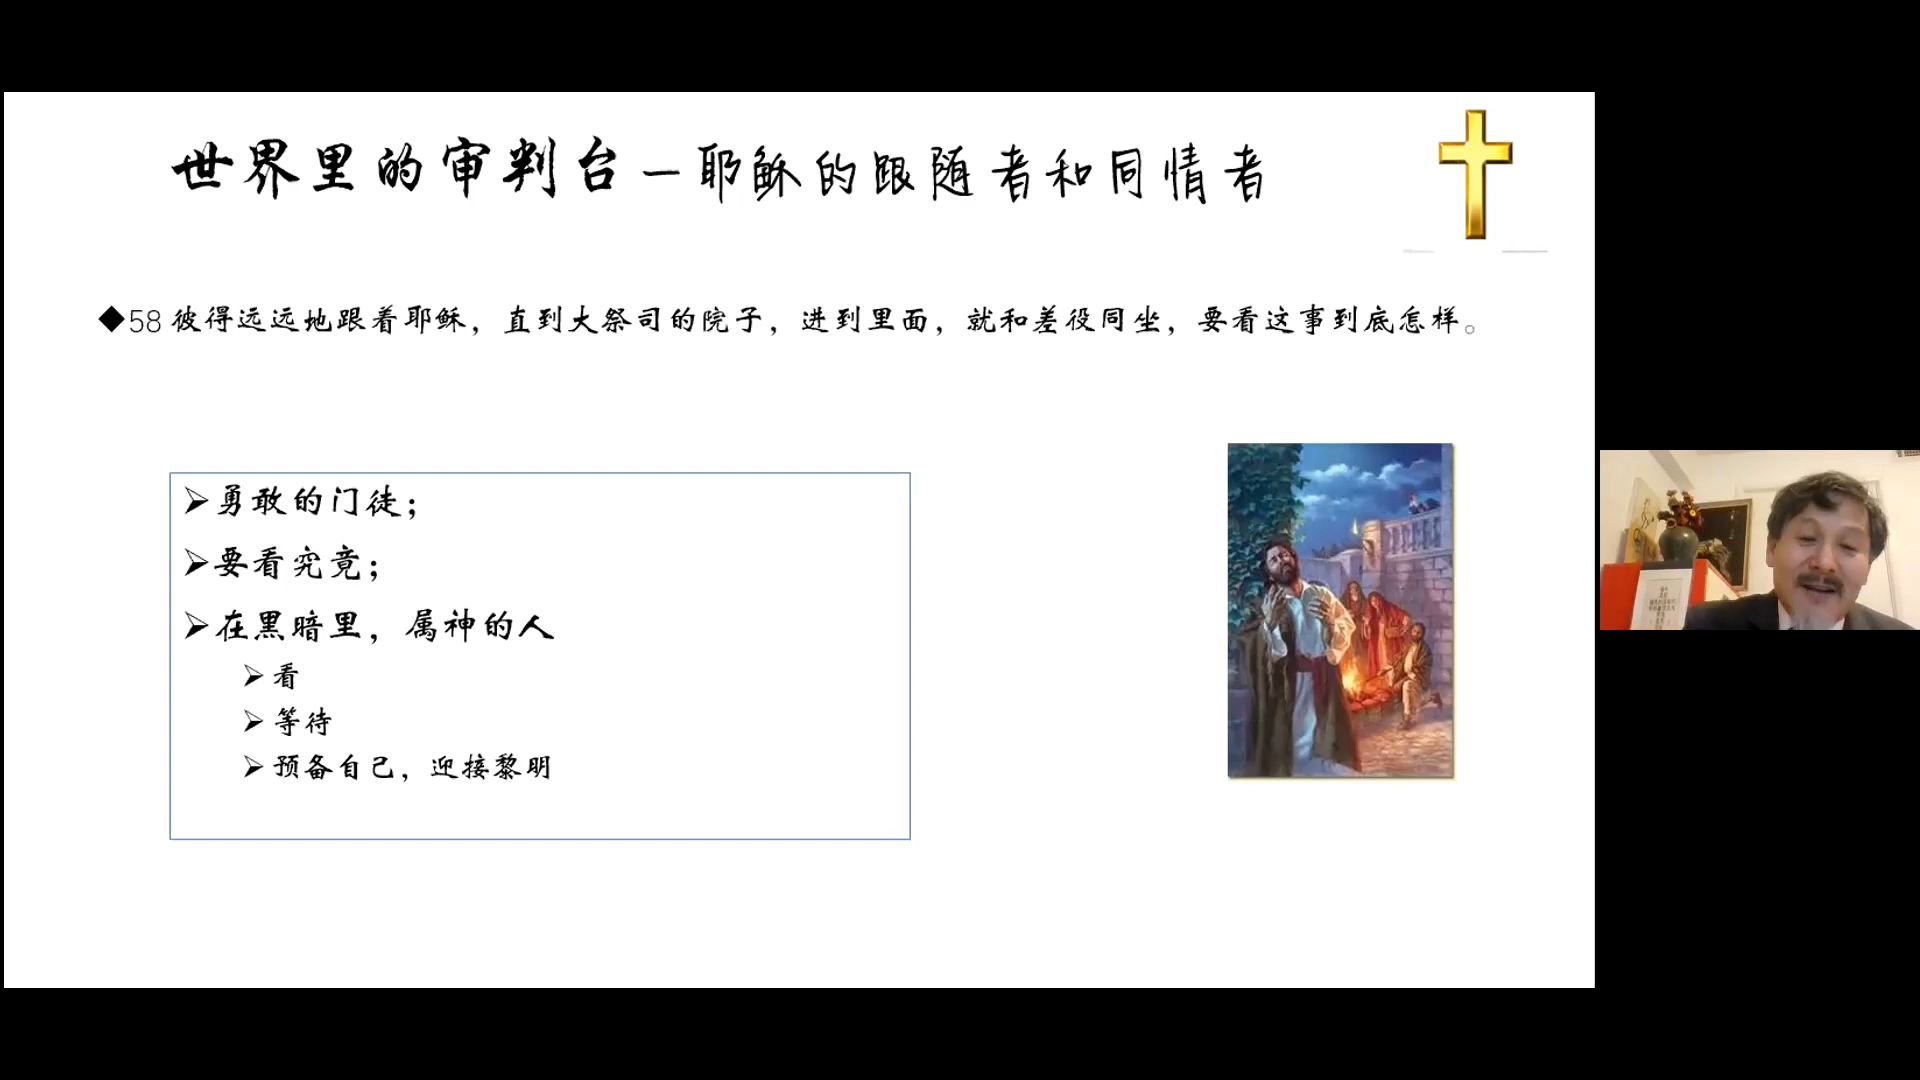 世界里的审判台—耶稣的跟随者和同情者
◆58 彼得远远地跟着耶稣，直到大祭司的院子，进到里面，就和差役同坐，要看这事到底怎样。
➢勇敢的门徒；
➢要看究竟；
➢在黑暗里，属神的人
➢看
➢等待
➢预备自己，迎接黎明